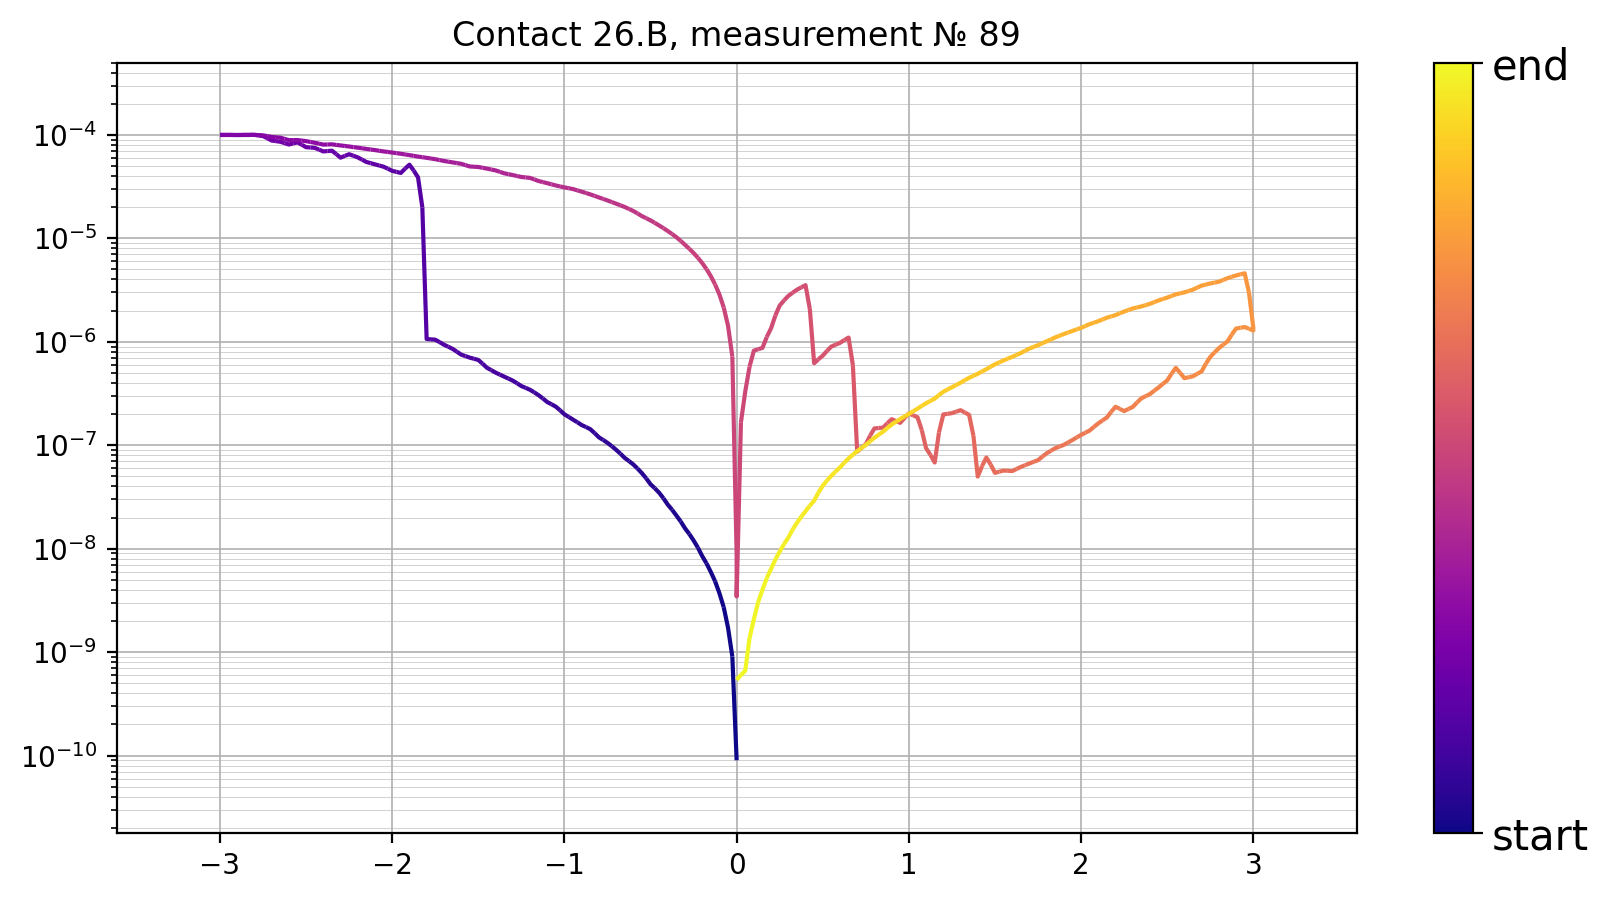 Contact 26.B, measurement № 89
10⁻⁴
10⁻⁵
10⁻⁶
10⁻⁷
10⁻⁸
10⁻⁹
10⁻¹⁰
−3 −2 −1 0 1 2 3
end
start